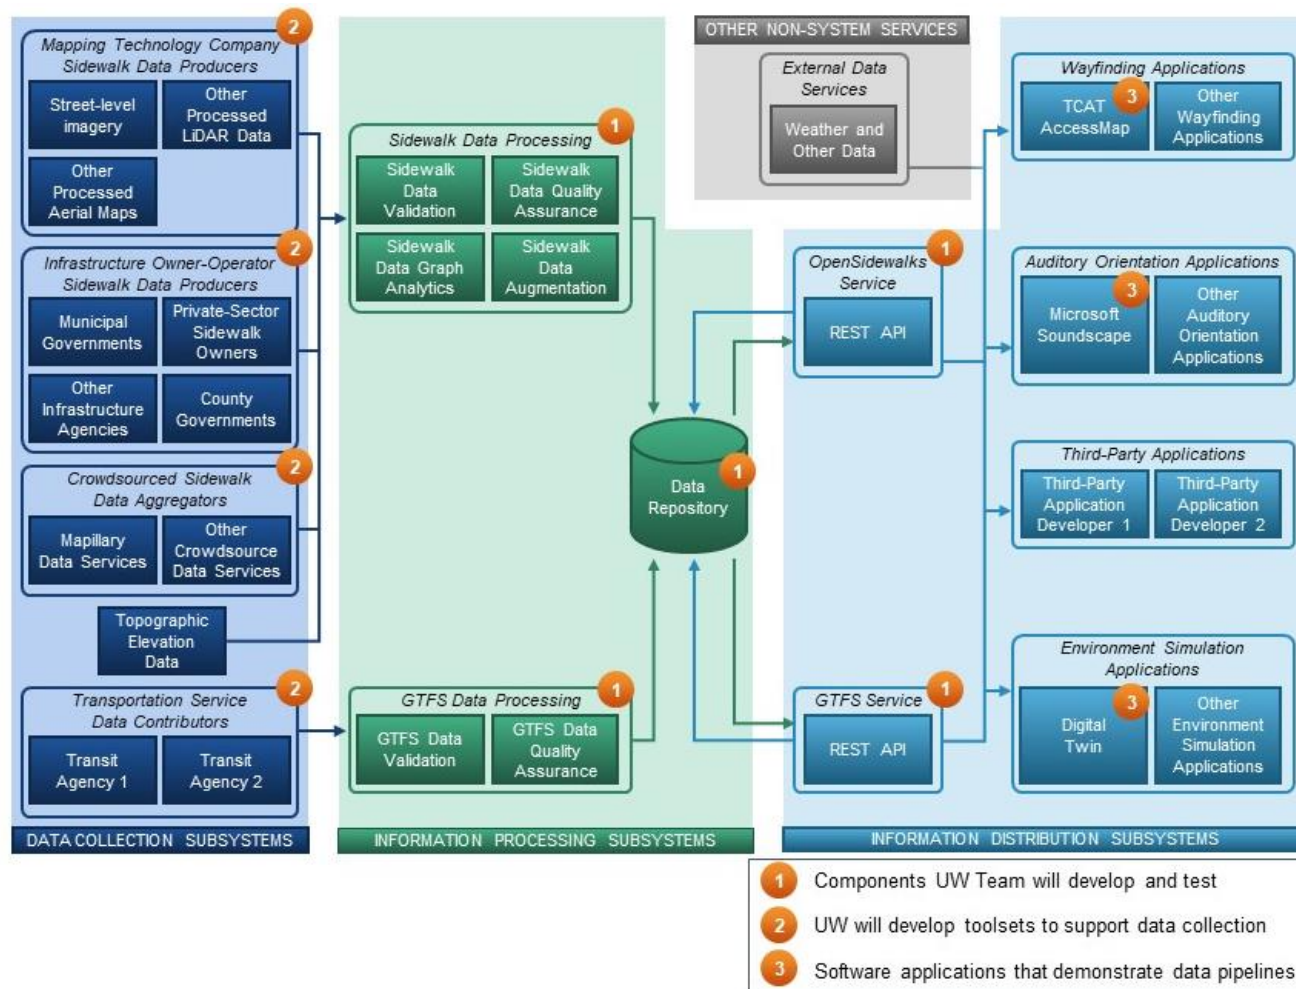 2
Mapping Technology Company
Sidewalk Data Producers
Street-level
imagery
Other
Processed
LiDAR Data
Other
Processed
Aerial Maps
2
Infrastructure Owner-Operator
Sidewalk Data Producers
Municipal
Governments
Private-Sector
Sidewalk
Owners
Other
Infrastructure
Agencies
County
Governments
2
Crowdsourced Sidewalk
Data Aggregators
Mapillary
Data Services
Other
Crowdsource
Data Services
Topographic
Elevation
Data
2
Transportation Service
Data Contributors
Transit
Agency 1
Transit
Agency 2
DATA COLLECTION SUBSYSTEMS
1
Sidewalk Data Processing
Sidewalk
Data
Validation
Sidewalk
Data Quality
Assurance
Sidewalk
Data Graph
Analytics
Sidewalk
Data
Augmentation
Data
Repository
1
1
GTFS Data Processing
GTFS Data
Validation
GTFS Data
Quality
Assurance
INFORMATION PROCESSING SUBSYSTEMS
OTHER NON-SYSTEM SERVICES
External Data
Services
Weather and
Other Data
1
OpenSidewalks
Service
REST API
1
GTFS Service
REST API
Wayfinding Applications
TCAT
AccessMap
3
Other
Wayfinding
Applications
Auditory Orientation Applications
Microsoft
Soundscape
3
Other
Auditory
Orientation
Applications
Third-Party Applications
Third-Party
Application
Developer 1
Third-Party
Application
Developer 2
Environment Simulation
Applications
Digital
Twin
3
Other
Environment
Simulation
Applications
INFORMATION DISTRIBUTION SUBSYSTEMS
1 Components UW Team will develop and test
2 UW will develop toolsets to support data collection
3 Software applications that demonstrate data pipelines